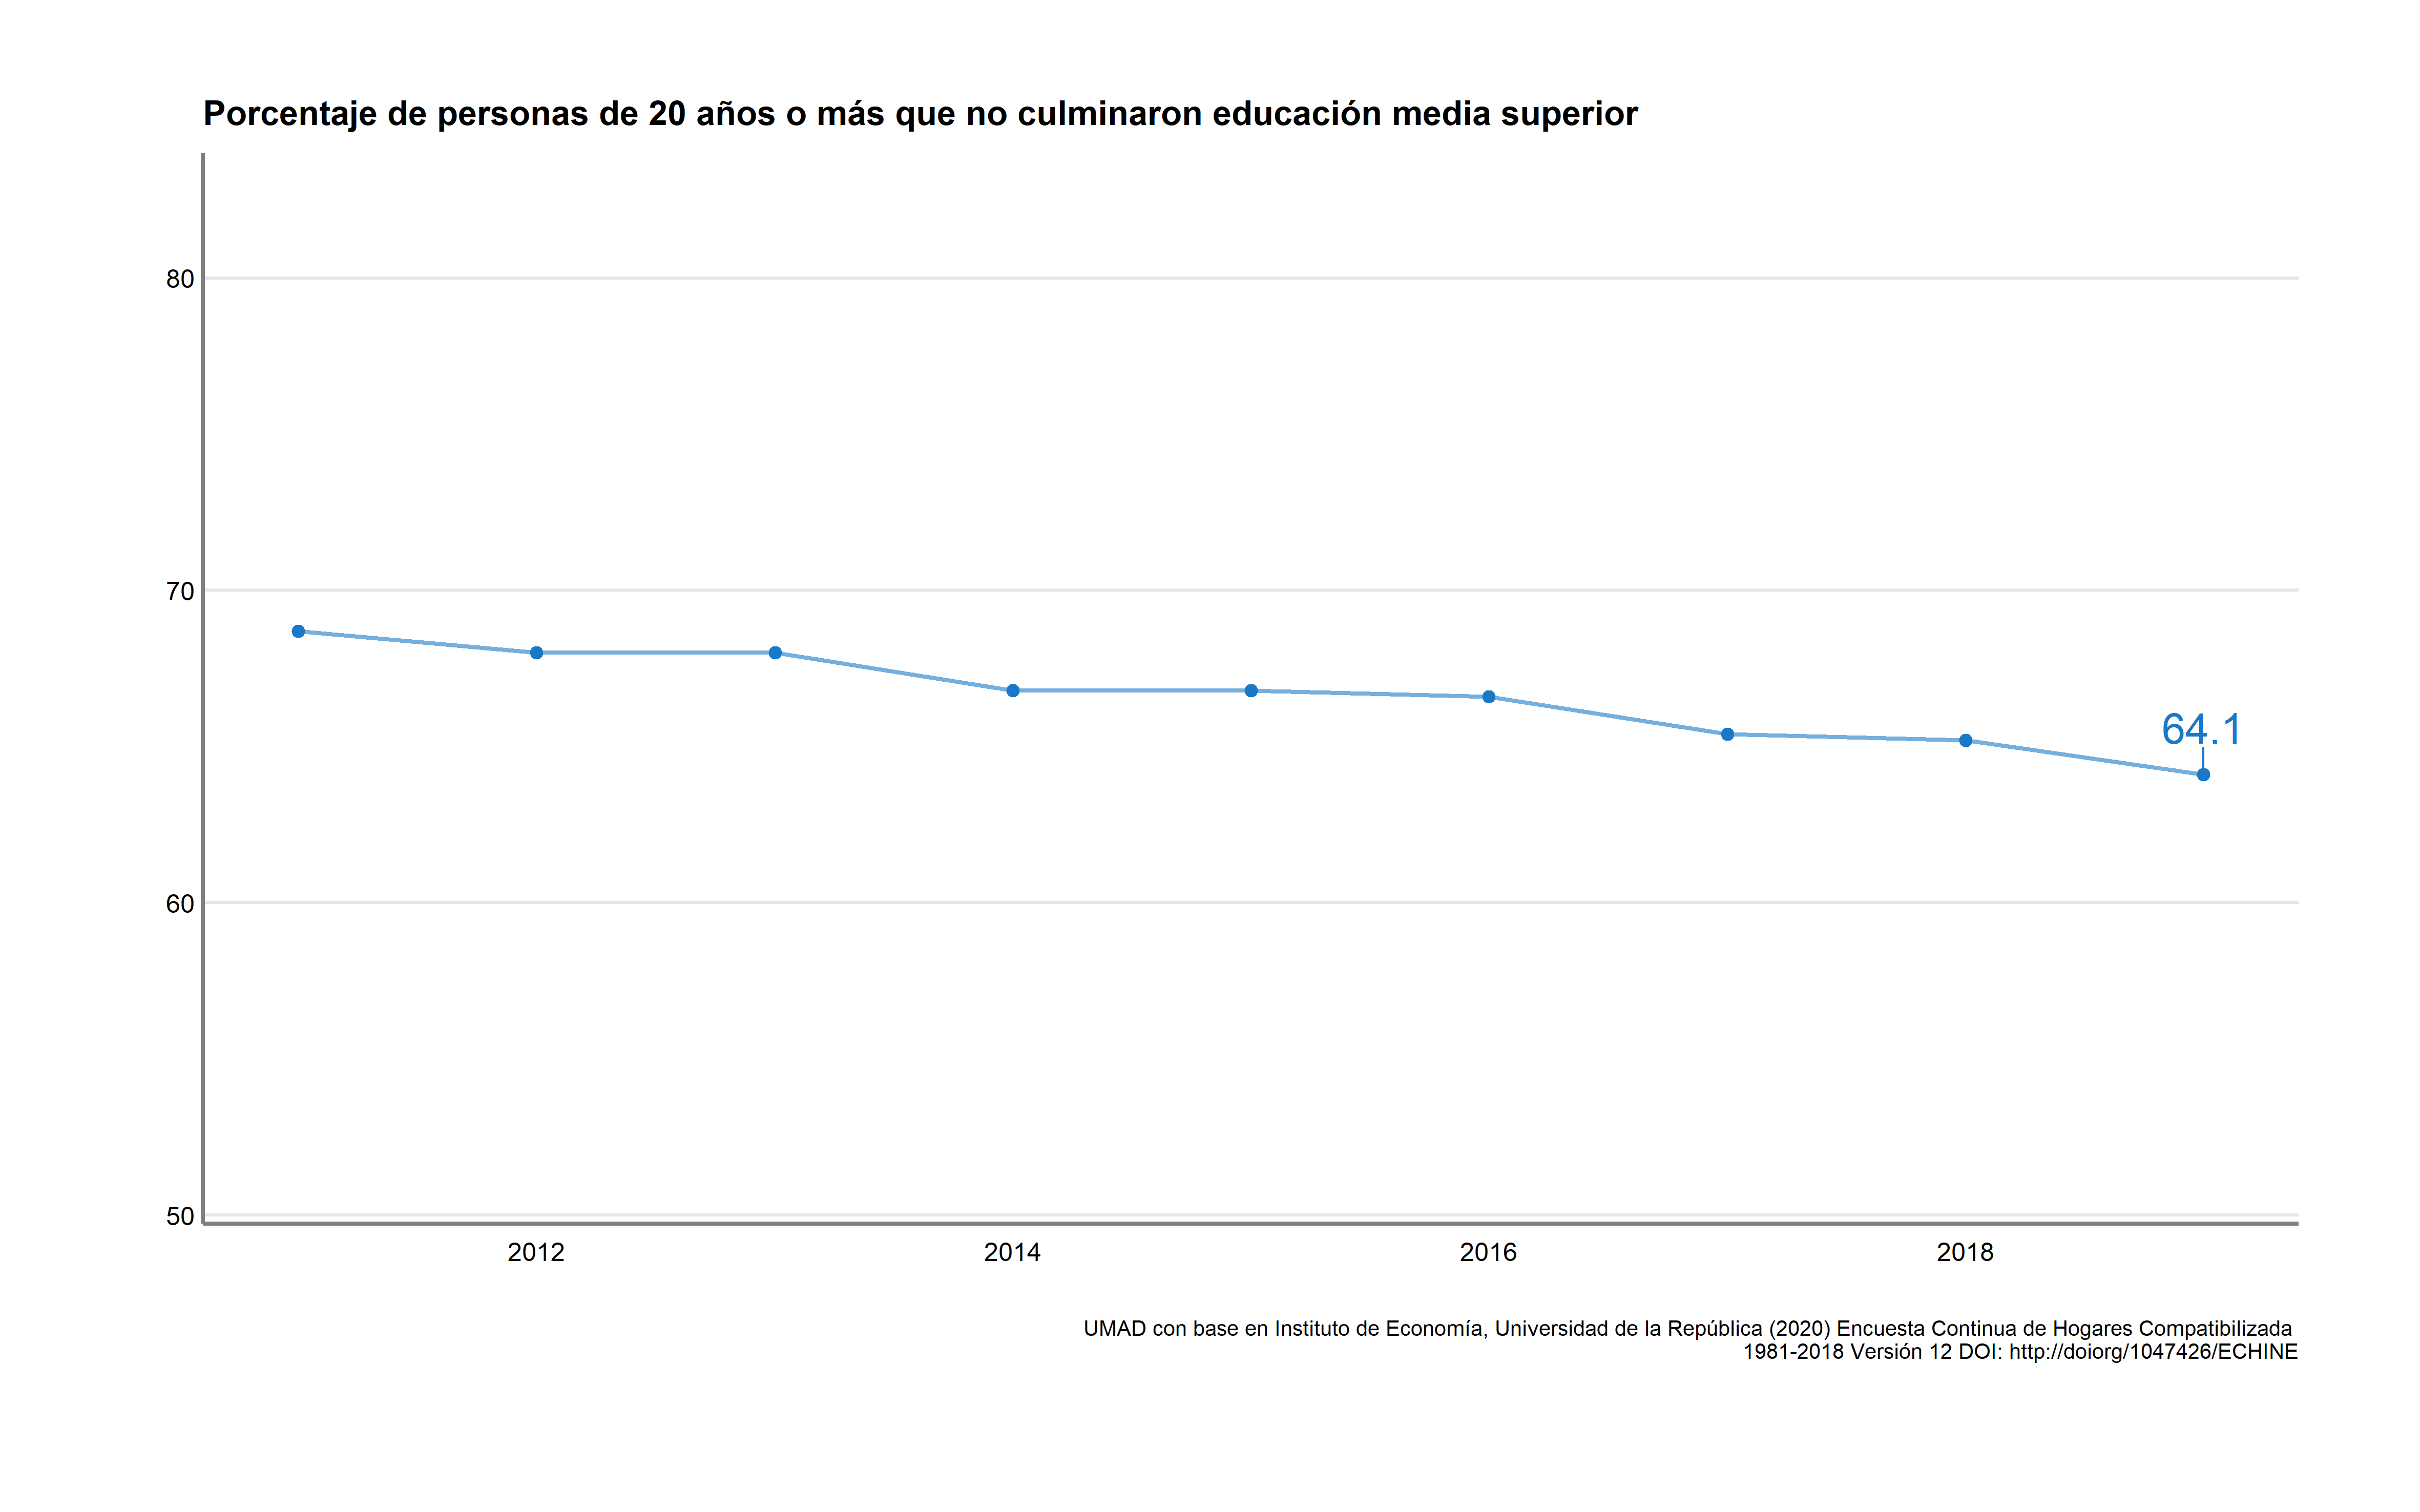 Porcentaje de personas de 20 años o más que no culminaron educación media superior
80
70
64.1
60
50
2012 2014 2016 2018
UMAD con base en Instituto de Economía, Universidad de la República (2020) Encuesta Continua de Hogares Compatibilizada
1981-2018 Versión 12 DOI: http://doiorg/1047426/ECHINE